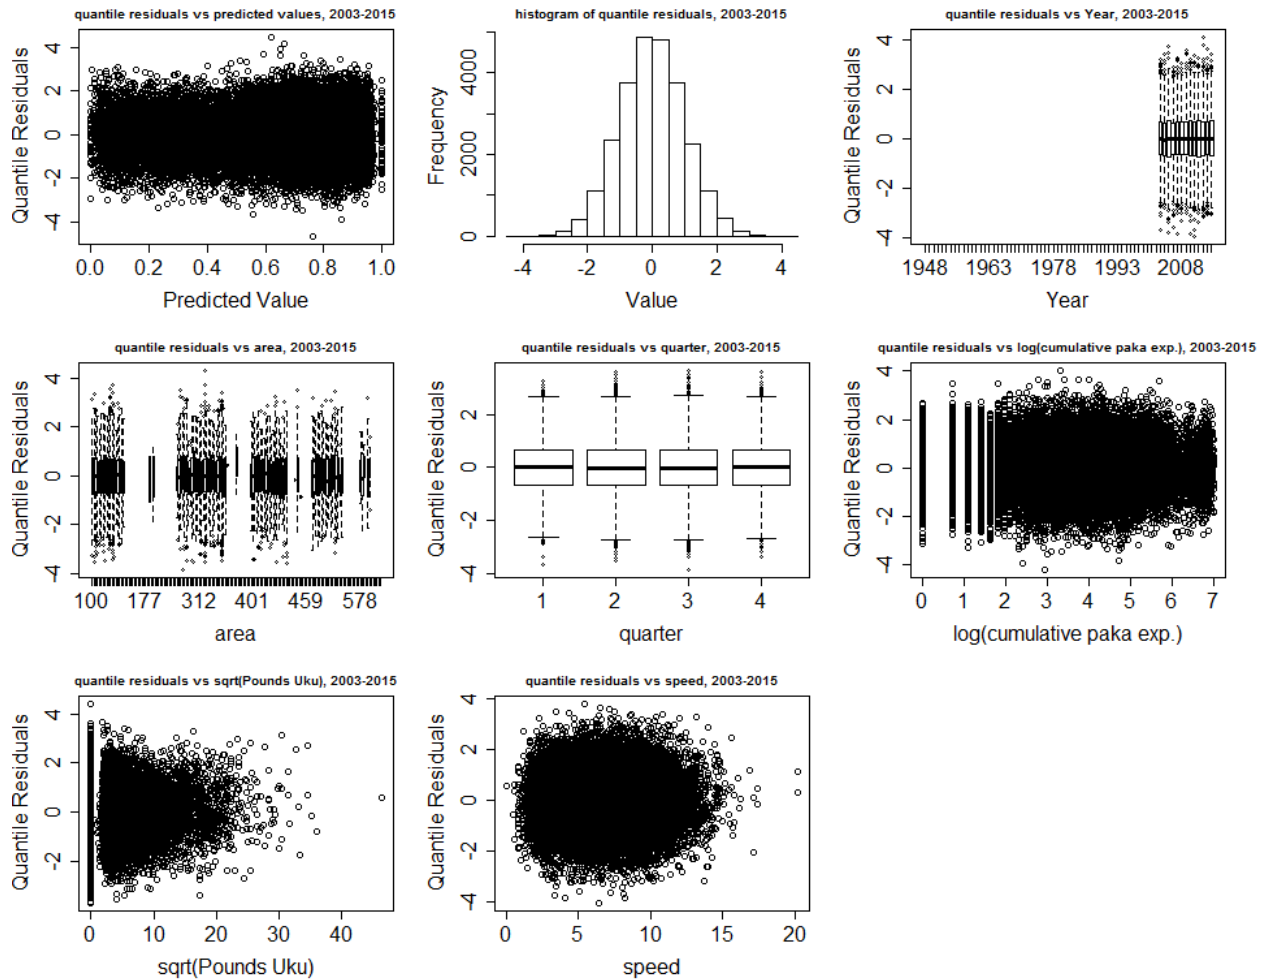 quantile residuals vs predicted values, 2003-2015
Quantile Residuals
4
2
0
-2
-4
0.0 0.2 0.4 0.6 0.8 1.0
Predicted Value
histogram of quantile residuals, 2003-2015
Frequency
4000
2000
0
-4 -2 0 2 4
Value
quantile residuals vs Year, 2003-2015
Quantile Residuals
4
2
0
-2
-4
1948 1963 1978 1993 2008
Year
quantile residuals vs area, 2003-2015
Quantile Residuals
4
2
0
-2
-4
100 177 312 401 459 578
area
quantile residuals vs quarter, 2003-2015
Quantile Residuals
2
0
-2
-4
1 2 3 4
quarter
quantile residuals vs log(cumulative paka exp.), 2003-2015
Quantile Residuals
4
2
0
-2
-4
0 1 2 3 4 5 6 7
log(cumulative paka exp.)
quantile residuals vs sqrt(Pounds Uku), 2003-2015
Quantile Residuals
4
2
0
-2
0 10 20 30 40
sqrt(Pounds Uku)
quantile residuals vs speed, 2003-2015
Quantile Residuals
4
2
0
-2
-4
0 5 10 15 20
speed